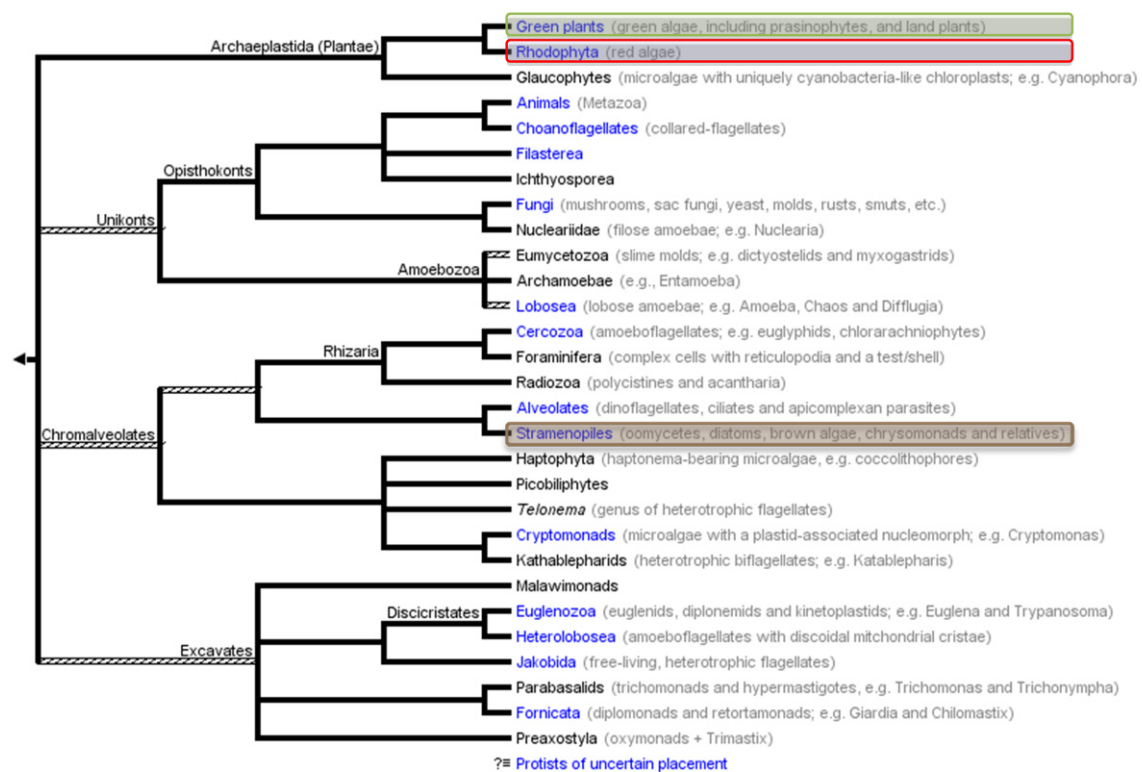 Green plants (green algae, including prasinophytes, and land plants)
Archaeplastida (Plantae)
Rhodophyta (red algae)
Glaucophytes (microalgae with uniquely cyanobacteria-like chloroplasts; e.g. Cyanophora)
Animals (Metazoa)
Choanoflagellates (collared-flagellates)
Filasterea
Opisthokonts
Ichthyosporea
Fungi (mushrooms, sac fungi, yeast, molds, rusts, smuts, etc.)
Unikonts
Nucleariidae (filose amoebae; e.g. Nuclearia)
Eumycetozoa (slime molds; e.g. dictyostelids and myxogastrids)
Amoebozoa
Archamoebae (e.g., Entamoeba)
Lobosea (lobose amoebae; e.g. Amoeba, Chaos and Difflugia)
Cercozoa (amoeboflagellates; e.g. euglyphids, chlorarachniophytes)
Rhizaria
Foraminifera (complex cells with reticulopodia and a test/shell)
Radiozoa (polycistines and acantharia)
Alveolates (dinoflagellates, ciliates and apicomplexan parasites)
Chromalveolates
Stramenopiles (oomycetes, diatoms, brown algae, chrysomonads and relatives)
Haptophyta (haptonema-bearing microalgae, e.g. coccolithophores)
Picobiliphytes
Telonema (genus of heterotrophic flagellates)
Cryptomonads (microalgae with a plastid-associated nucleomorph; e.g. Cryptomonas)
Kathablepharids (heterotrophic biflagellates; e.g. Katablepharis)
Malawimonads
Discicristates
Euglenozoa (euglenids, diplonemids and kinetoplastids; e.g. Euglena and Trypanosoma)
Heterolobosea (amoeboflagellates with discoidal mitchondrial cristae)
Excavates
Jakobida (free-living, heterotrophic flagellates)
Parabasalids (trichomonads and hypermastigotes, e.g. Trichomonas and Trichonympha)
Fornicata (diplomonads and retortamonads; e.g. Giardia and Chilomastix)
Preaxostyla (oxymonads + Trimastix)
?≡ Protists of uncertain placement